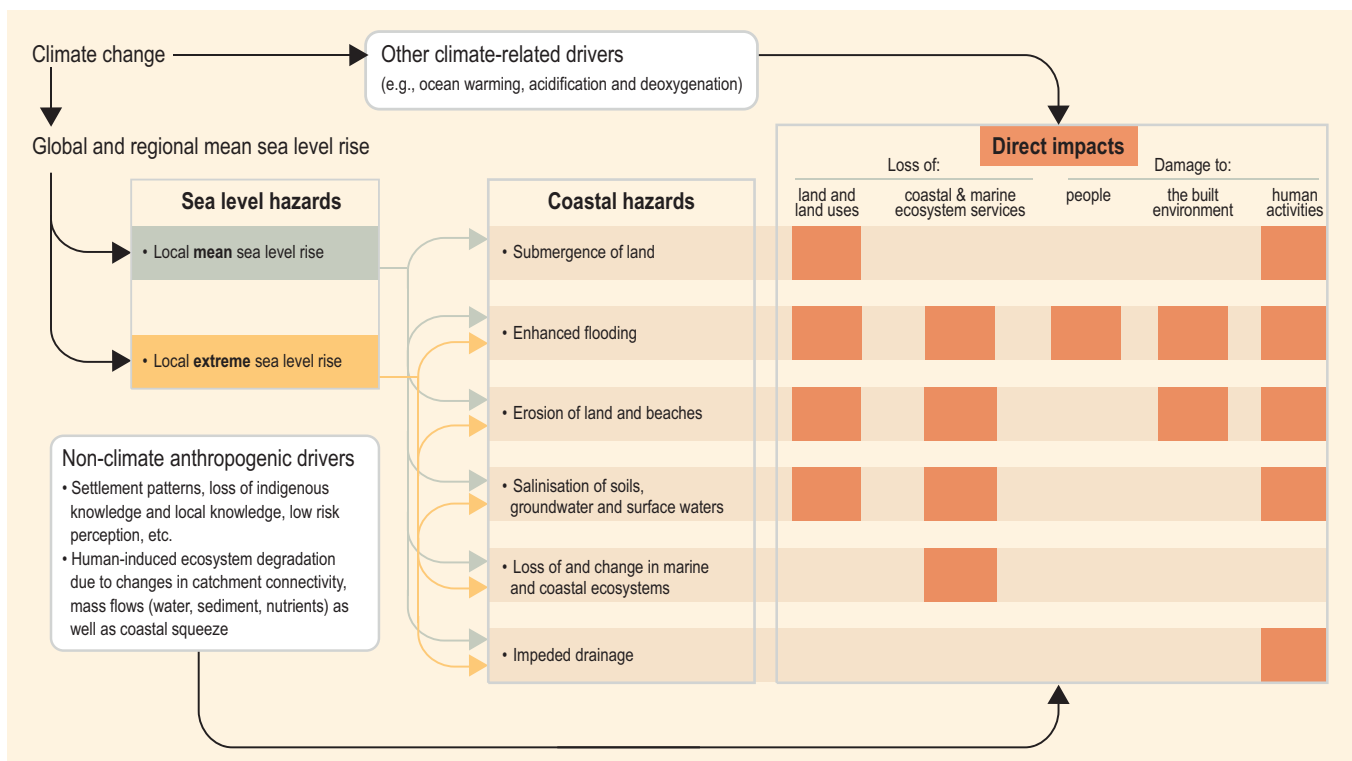 Climate change
Other climate-related drivers
(e.g., ocean warming, acidification and deoxygenation)
Global and regional mean sea level rise
Sea level hazards
• Local mean sea level rise
• Local extreme sea level rise
Non-climate anthropogenic drivers
• Settlement patterns, loss of indigenous
knowledge and local knowledge, low risk
perception, etc.
• Human-induced ecosystem degradation
due to changes in catchment connectivity,
mass flows (water, sediment, nutrients) as
well as coastal squeeze
Coastal hazards
• Submergence of land
• Enhanced flooding
• Erosion of land and beaches
• Salinisation of soils,
groundwater and surface waters
• Loss of and change in marine
and coastal ecosystems
• Impeded drainage
Direct impacts
Loss of:
Damage to:
land and
land uses
coastal & marine
ecosystem services
people
the built
environment
human
activities